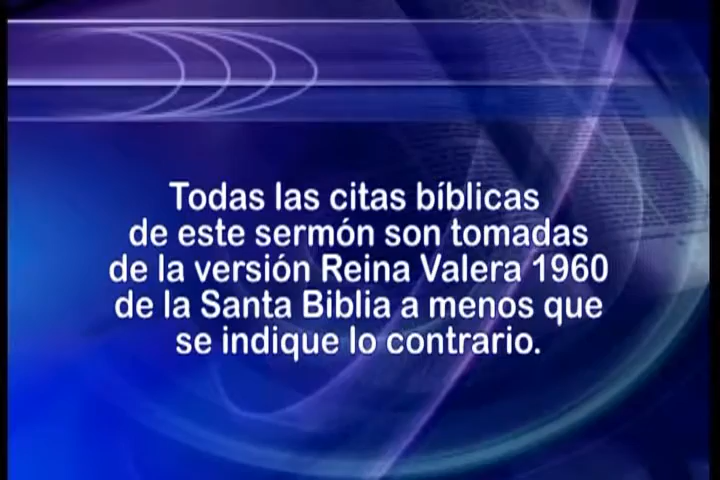 Todas las citas bíblicas
de este sermón son tomadas
de la versión Reina Valera 1960
de la Santa Biblia a menos que
se indique lo contrario.